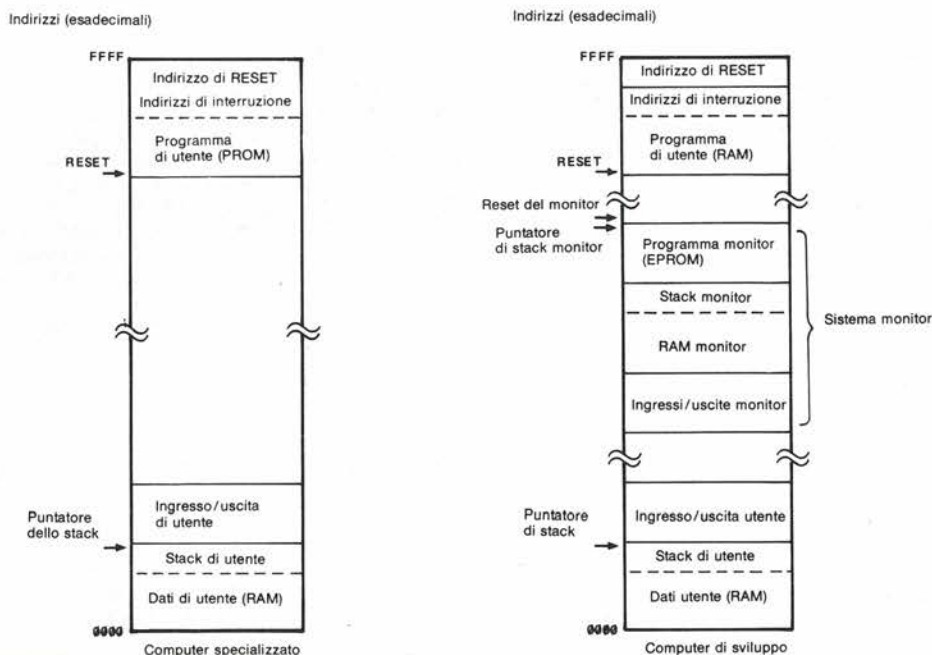 Indirizzi (esadecimali)
FFFF
Indirizzo di RESET
Indirizzi di interruzione
Programma
di utente (PROM)
RESET
Ingresso/uscita
di utente
Puntatore
dello stack
Stack di utente
Dati di utente (RAM)
0000
Computer specializzato
Indirizzi (esadecimali)
FFFF
Indirizzo di RESET
Indirizzi di interruzione
Programma
di utente (RAM)
RESET
Reset del monitor
Puntatore
di stack monitor
Programma monitor
(EPROM)
Stack monitor
RAM monitor
Ingressi/uscite monitor
Sistema monitor
Ingresso/uscita utente
Puntatore
di stack
Stack di utente
Dati utente (RAM)
0000
Computer di sviluppo